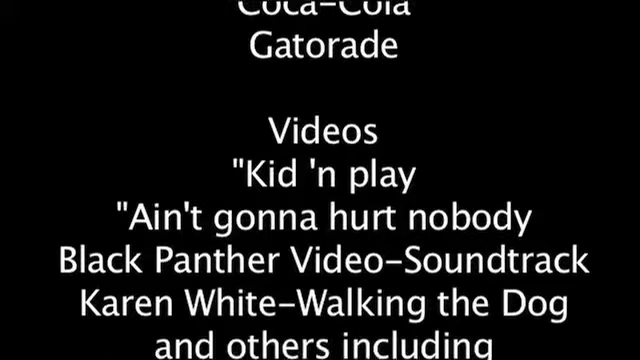 Coca-Cola
Gatorade
Videos
"Kid 'n play
"Ain't gonna hurt nobody
Black Panther Video-Soundtrack
Karen White-Walking the Dog
and others including